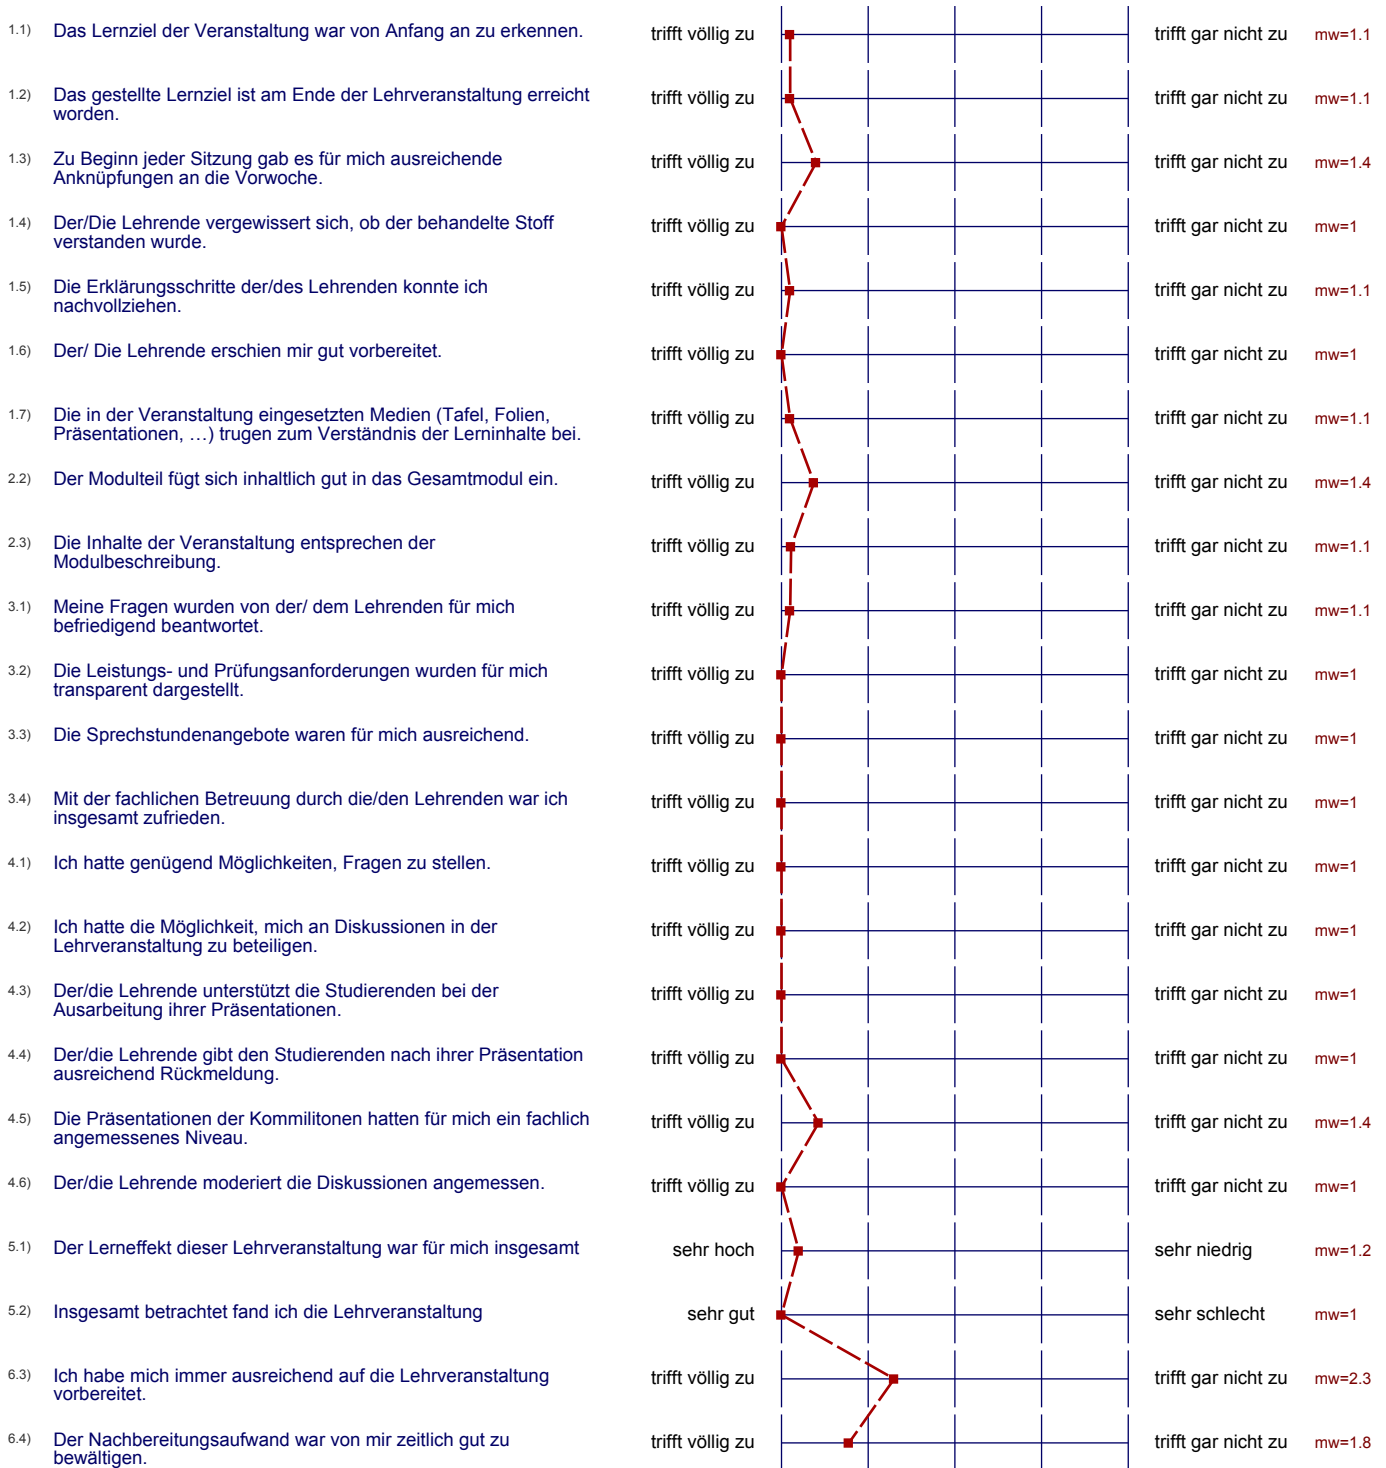 1.1) Das Lernziel der Veranstaltung war von Anfang an zu erkennen. trifft völlig zu trifft gar nicht zu mw=1.1
1.2) Das gestellte Lernziel ist am Ende der Lehrveranstaltung erreicht
worden. trifft völlig zu trifft gar nicht zu mw=1.1
1.3) Zu Beginn jeder Sitzung gab es für mich ausreichende
Anknüpfungen an die Vorwoche. trifft völlig zu trifft gar nicht zu mw=1.4
1.4) Der/Die Lehrende vergewissert sich, ob der behandelte Stoff
verstanden wurde. trifft völlig zu trifft gar nicht zu mw=1
1.5) Die Erklärungsschritte der/des Lehrenden konnte ich
nachvollziehen. trifft völlig zu trifft gar nicht zu mw=1.1
1.6) Der/ Die Lehrende erschien mir gut vorbereitet. trifft völlig zu trifft gar nicht zu mw=1
1.7) Die in der Veranstaltung eingesetzten Medien (Tafel, Folien,
Präsentationen, …) trugen zum Verständnis der Lerninhalte bei. trifft völlig zu trifft gar nicht zu mw=1.1
2.2) Der Modulteil fügt sich inhaltlich gut in das Gesamtmodul ein. trifft völlig zu trifft gar nicht zu mw=1.4
2.3) Die Inhalte der Veranstaltung entsprechen der
Modulbeschreibung. trifft völlig zu trifft gar nicht zu mw=1.1
3.1) Meine Fragen wurden von der/ dem Lehrenden für mich
befriedigend beantwortet. trifft völlig zu trifft gar nicht zu mw=1.1
3.2) Die Leistungs- und Prüfungsanforderungen wurden für mich
transparent dargestellt. trifft völlig zu trifft gar nicht zu mw=1
3.3) Die Sprechstundenangebote waren für mich ausreichend. trifft völlig zu trifft gar nicht zu mw=1
3.4) Mit der fachlichen Betreuung durch die/den Lehrenden war ich
insgesamt zufrieden. trifft völlig zu trifft gar nicht zu mw=1
4.1) Ich hatte genügend Möglichkeiten, Fragen zu stellen. trifft völlig zu trifft gar nicht zu mw=1
4.2) Ich hatte die Möglichkeit, mich an Diskussionen in der
Lehrveranstaltung zu beteiligen. trifft völlig zu trifft gar nicht zu mw=1
4.3) Der/die Lehrende unterstützt die Studierenden bei der
Ausarbeitung ihrer Präsentationen. trifft völlig zu trifft gar nicht zu mw=1
4.4) Der/die Lehrende gibt den Studierenden nach ihrer Präsentation
ausreichend Rückmeldung. trifft völlig zu trifft gar nicht zu mw=1
4.5) Die Präsentationen der Kommilitonen hatten für mich ein fachlich
angemessenes Niveau. trifft völlig zu trifft gar nicht zu mw=1.4
4.6) Der/die Lehrende moderiert die Diskussionen angemessen. trifft völlig zu trifft gar nicht zu mw=1
5.1) Der Lerneffekt dieser Lehrveranstaltung war für mich insgesamt sehr hoch sehr niedrig mw=1.2
5.2) Insgesamt betrachtet fand ich die Lehrveranstaltung sehr gut sehr schlecht mw=1
6.3) Ich habe mich immer ausreichend auf die Lehrveranstaltung
vorbereitet. trifft völlig zu trifft gar nicht zu mw=2.3
6.4) Der Nachbereitungsaufwand war von mir zeitlich gut zu
bewältigen. trifft völlig zu trifft gar nicht zu mw=1.8